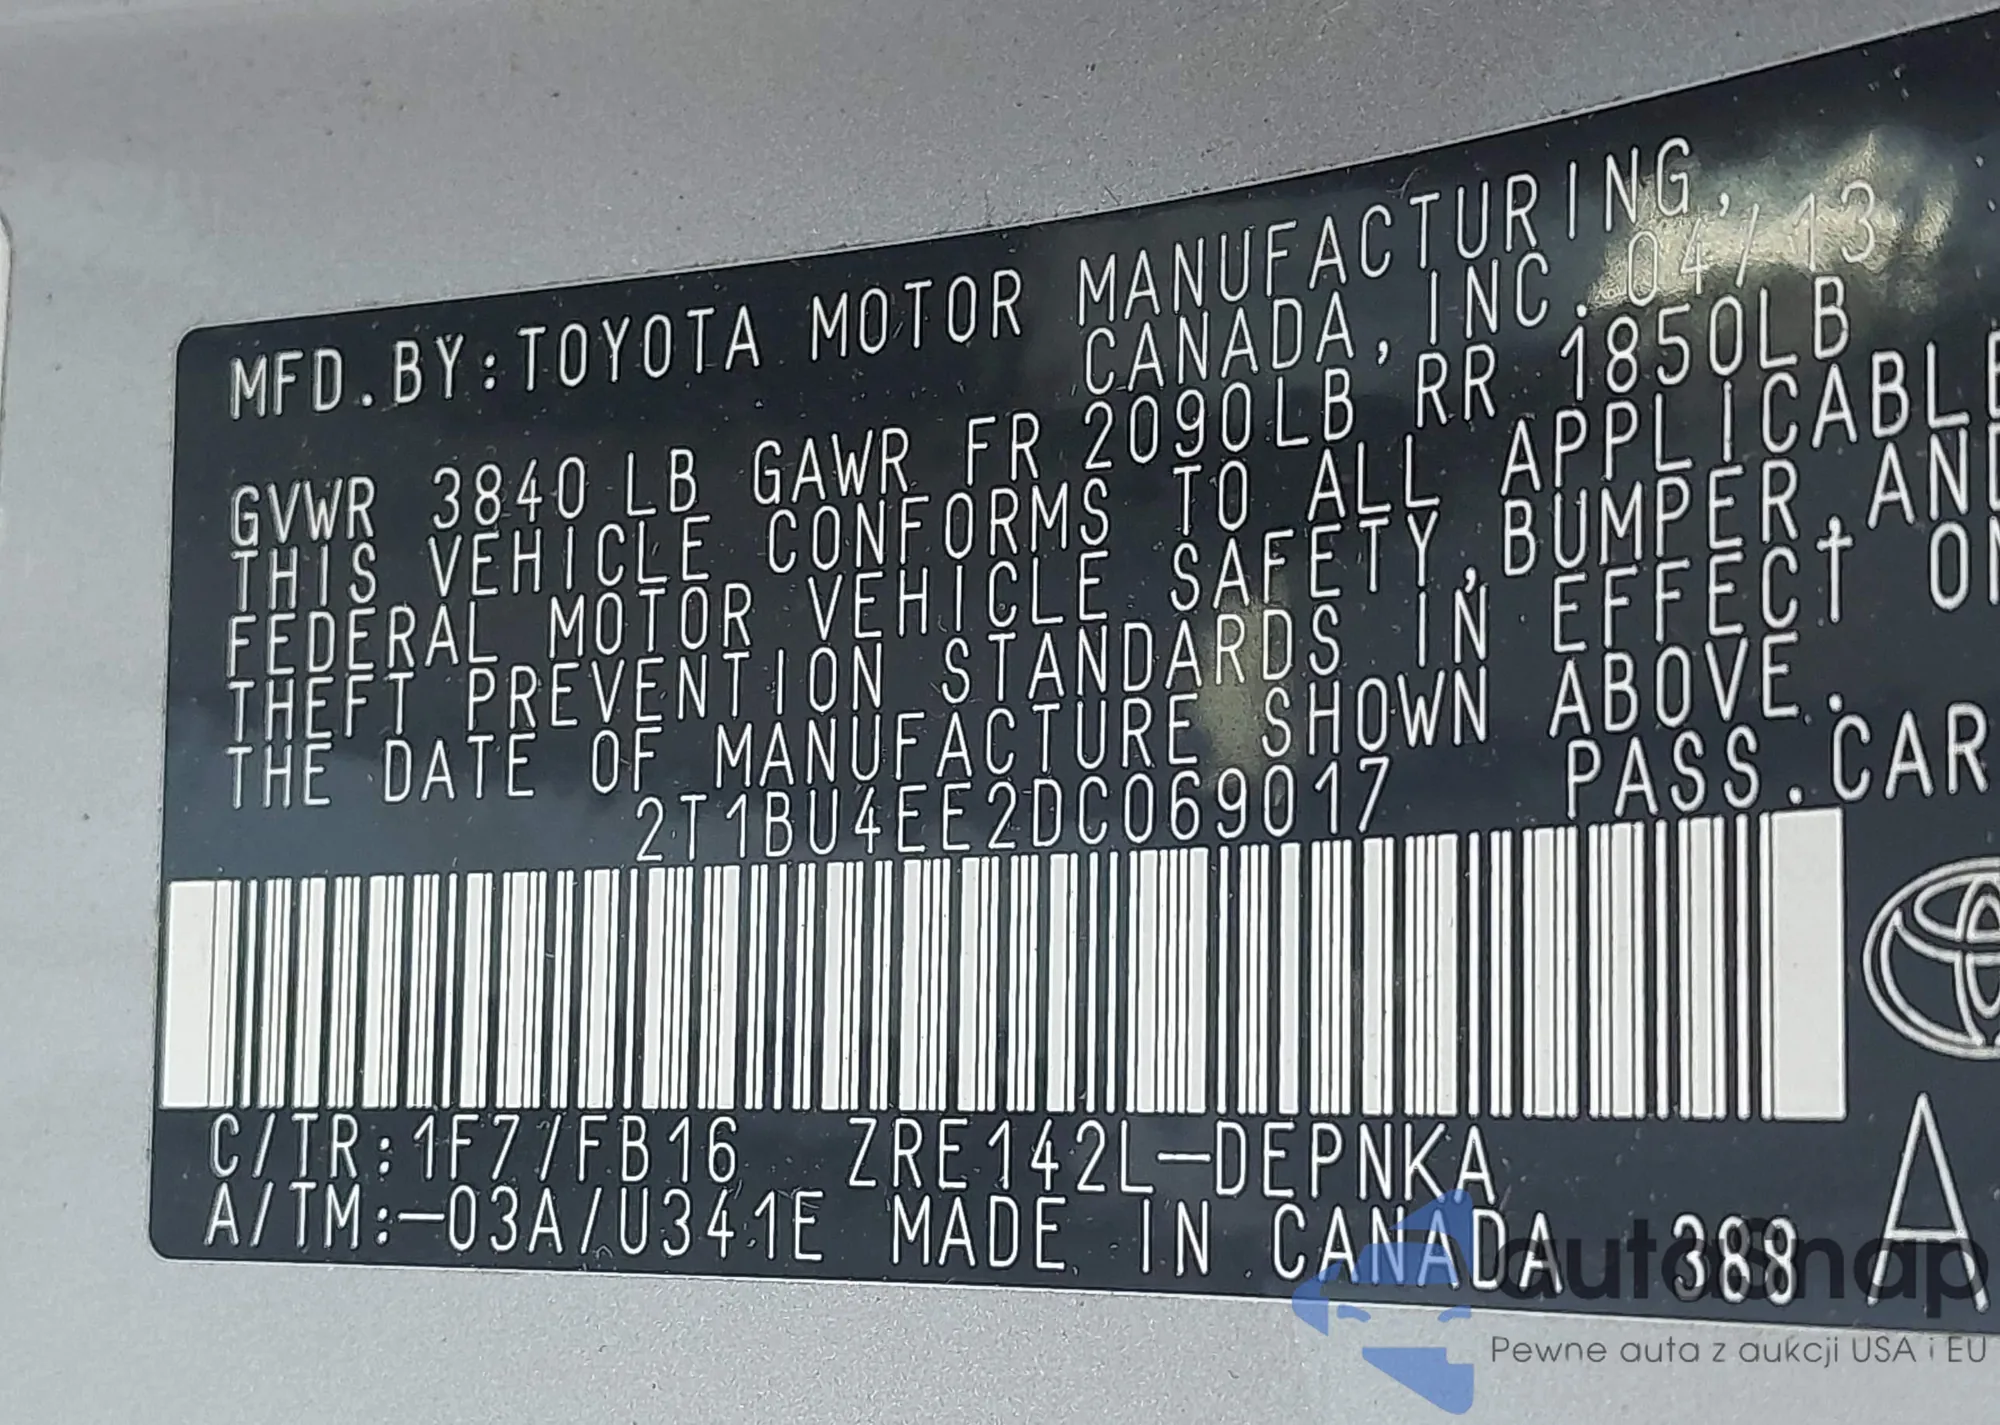 MFD.BY:TOYOTA MOTOR MANUFACTURING,
CANADA, INC. 04/13
GVWR 3840 LB GAWR FR 2090LB RR 1850LB
THIS VEHICLE CONFORMS TO ALL APPLICABLE
FEDERAL MOTOR VEHICLE SAFETY,BUMPER,AND
THEFT PREVENTION STANDARDS IN EFFECT ON
THE DATE OF MANUFACTURE SHOWN ABOVE.
2T1BU4EE2DC069017 PASS.CAR
C/TR:1F7/FB16 ZRE142L-DEPNKA
A/TM:-03A/U341E MADE IN CANADA 388 A
autosnap
Pewne auta z aukcji USA i EU